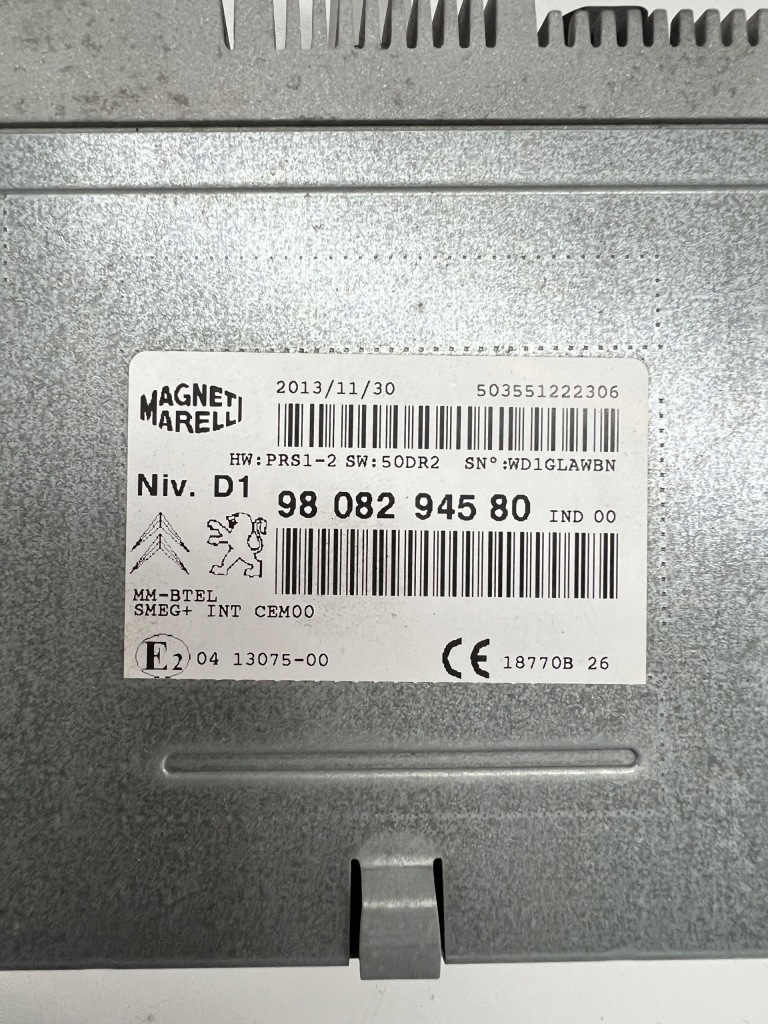 MAGNETI
MARELLI
2013/11/30 503551222306
HW:PRS1-2 SW:50DR2 SN°:WD1GLAWBN
Niv. D1
98 082 945 80 IND 00
MM-BTEL
SMEG+ INT CEM00
E2 04 13075-00
CE 18770B 26